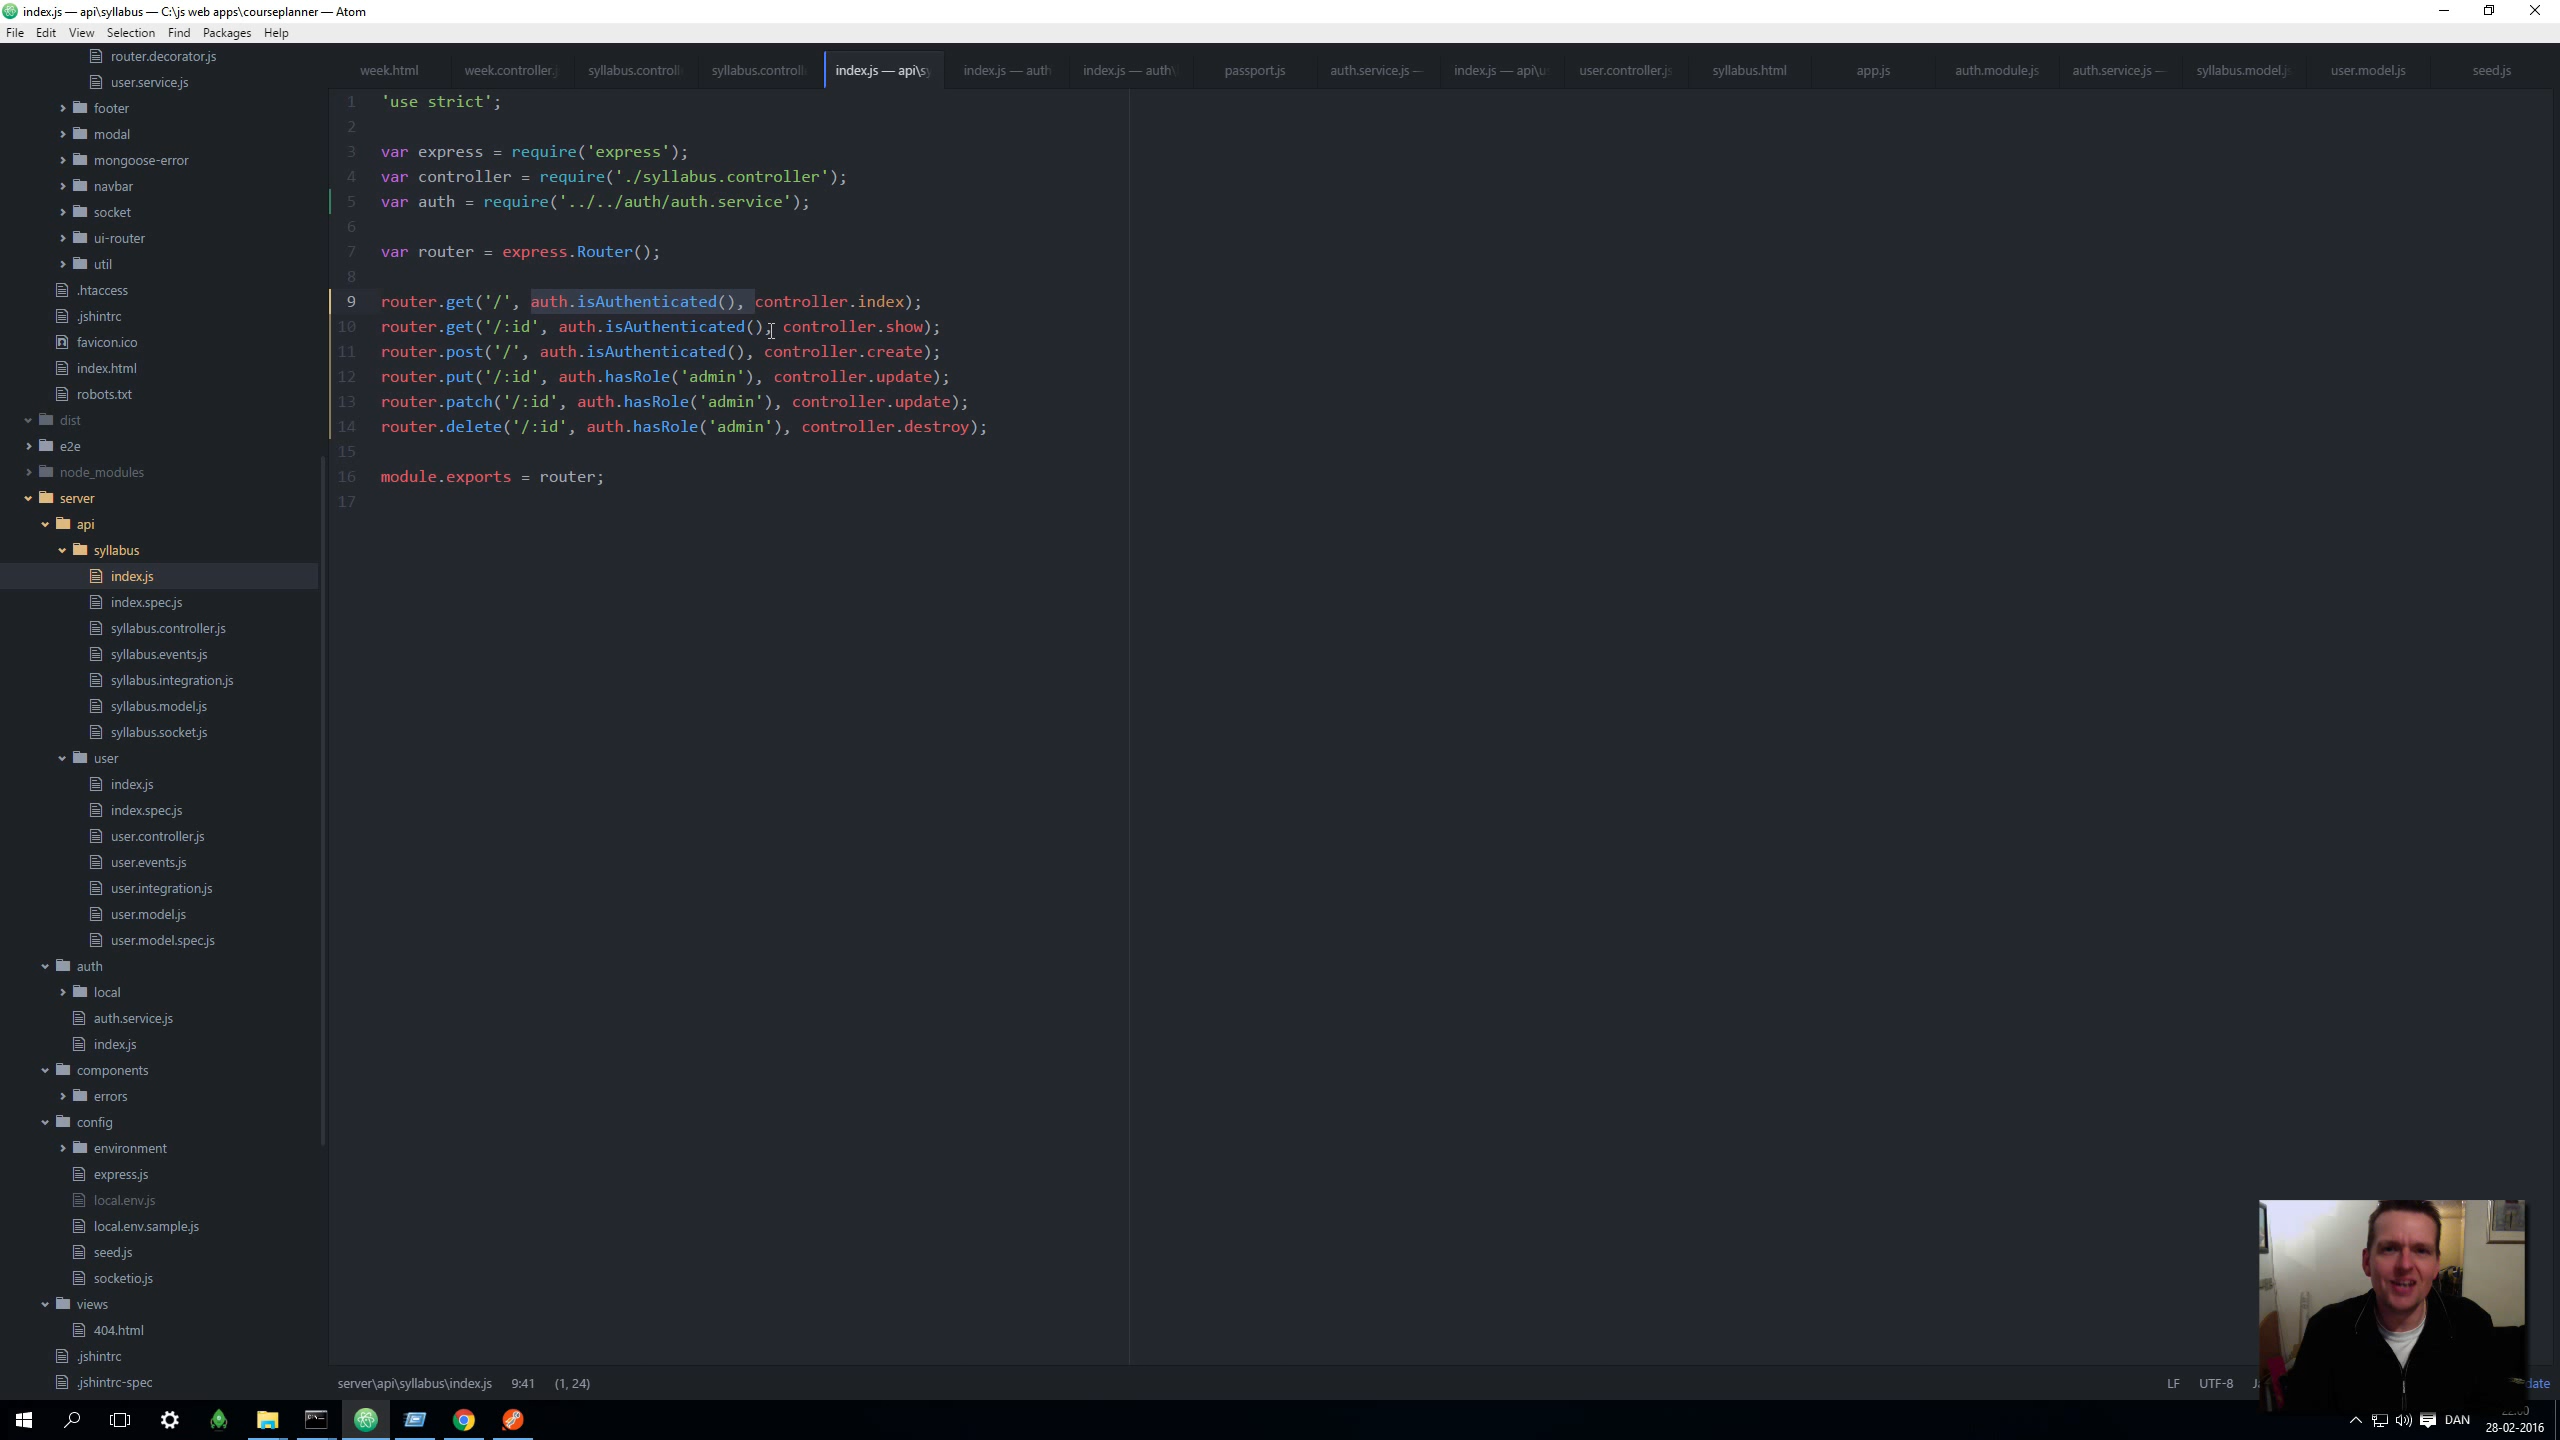 index.js — api\syllabus — C:\js web apps\courseplanner — Atom
File Edit View Selection Find Packages Help
router.decorator.js
user.service.js
footer
modal
mongoose-error
navbar
socket
ui-router
util
.htaccess
.jshintrc
favicon.ico
index.html
robots.txt
dist
e2e
node_modules
server
api
syllabus
index.js
index.spec.js
syllabus.controller.js
syllabus.events.js
syllabus.integration.js
syllabus.model.js
syllabus.socket.js
user
index.js
index.spec.js
user.controller.js
user.events.js
user.integration.js
user.model.js
user.model.spec.js
auth
local
auth.service.js
index.js
components
errors
config
environment
express.js
local.env.js
local.env.sample.js
seed.js
socketio.js
views
404.html
.jshintrc
.jshintrc-spec
week.html week.controller.j syllabus.controll syllabus.controll index.js — api\sy index.js — auth index.js — auth\ passport.js auth.service.js — index.js — api\u user.controller.js syllabus.html app.js auth.module.js auth.service.js — syllabus.model.js user.model.js seed.js
1 'use strict';
2
3 var express = require('express');
4 var controller = require('./syllabus.controller');
5 var auth = require('../../auth/auth.service');
6
7 var router = express.Router();
8
9 router.get('/', auth.isAuthenticated(), controller.index);
10 router.get('/:id', auth.isAuthenticated(), controller.show);
11 router.post('/', auth.isAuthenticated(), controller.create);
12 router.put('/:id', auth.hasRole('admin'), controller.update);
13 router.patch('/:id', auth.hasRole('admin'), controller.update);
14 router.delete('/:id', auth.hasRole('admin'), controller.destroy);
15
16 module.exports = router;
17
server\api\syllabus\index.js 9:41 (1, 24) LF UTF-8 date
DAN
28-02-2016